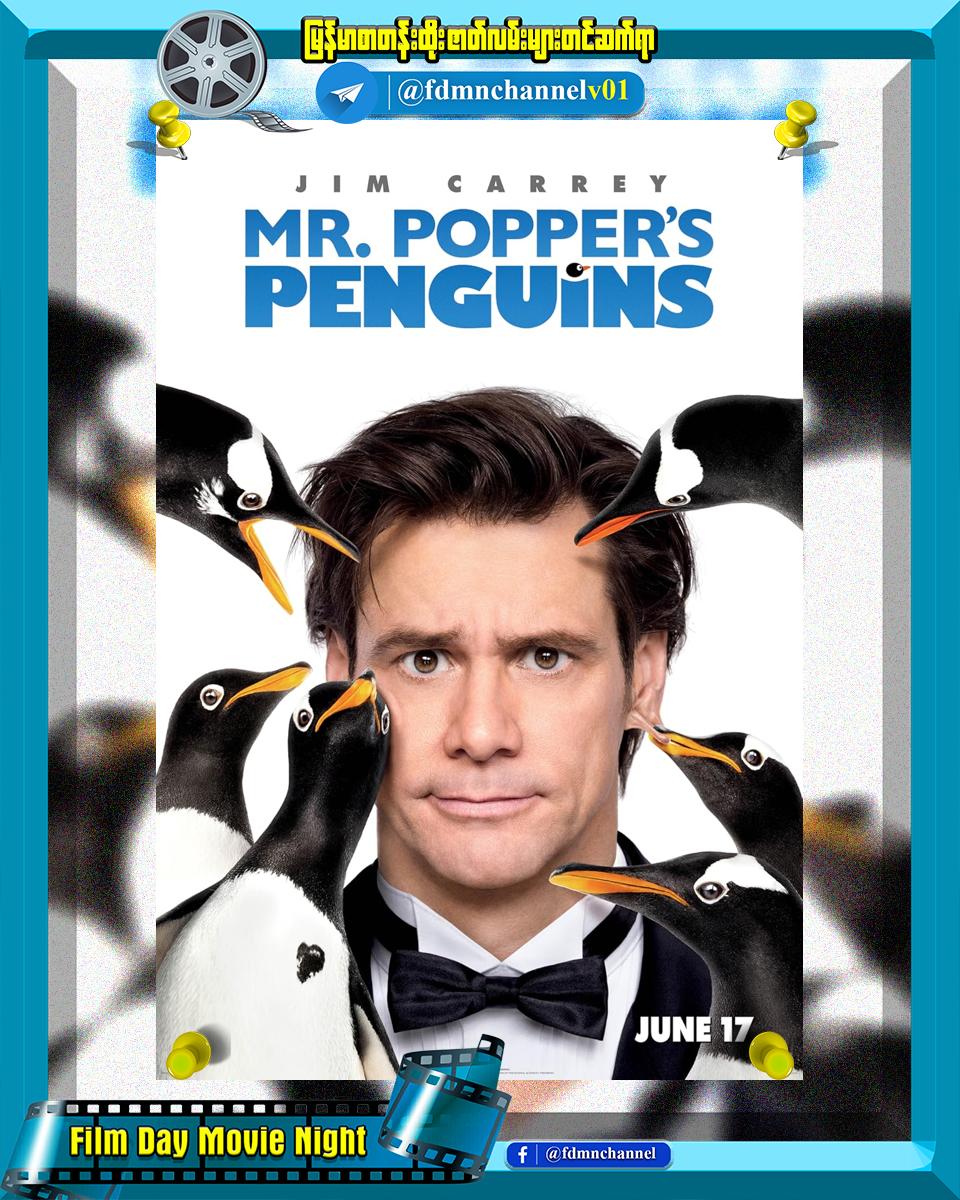 မြန်မာစာတန်းထိုးဇာတ်လမ်းများတင်ဆက်ရာ
@fdmnchannelv01
JIM CARREY
MR. POPPER'S
PENGUiNS
JUNE 17
Film Day Movie Night
f @fdmnchannel